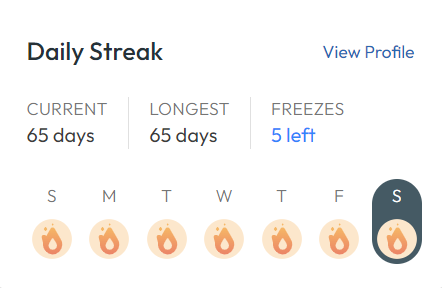 Daily Streak View Profile
CURRENT LONGEST FREEZES
65 days 65 days 5 left
S M T W T F S